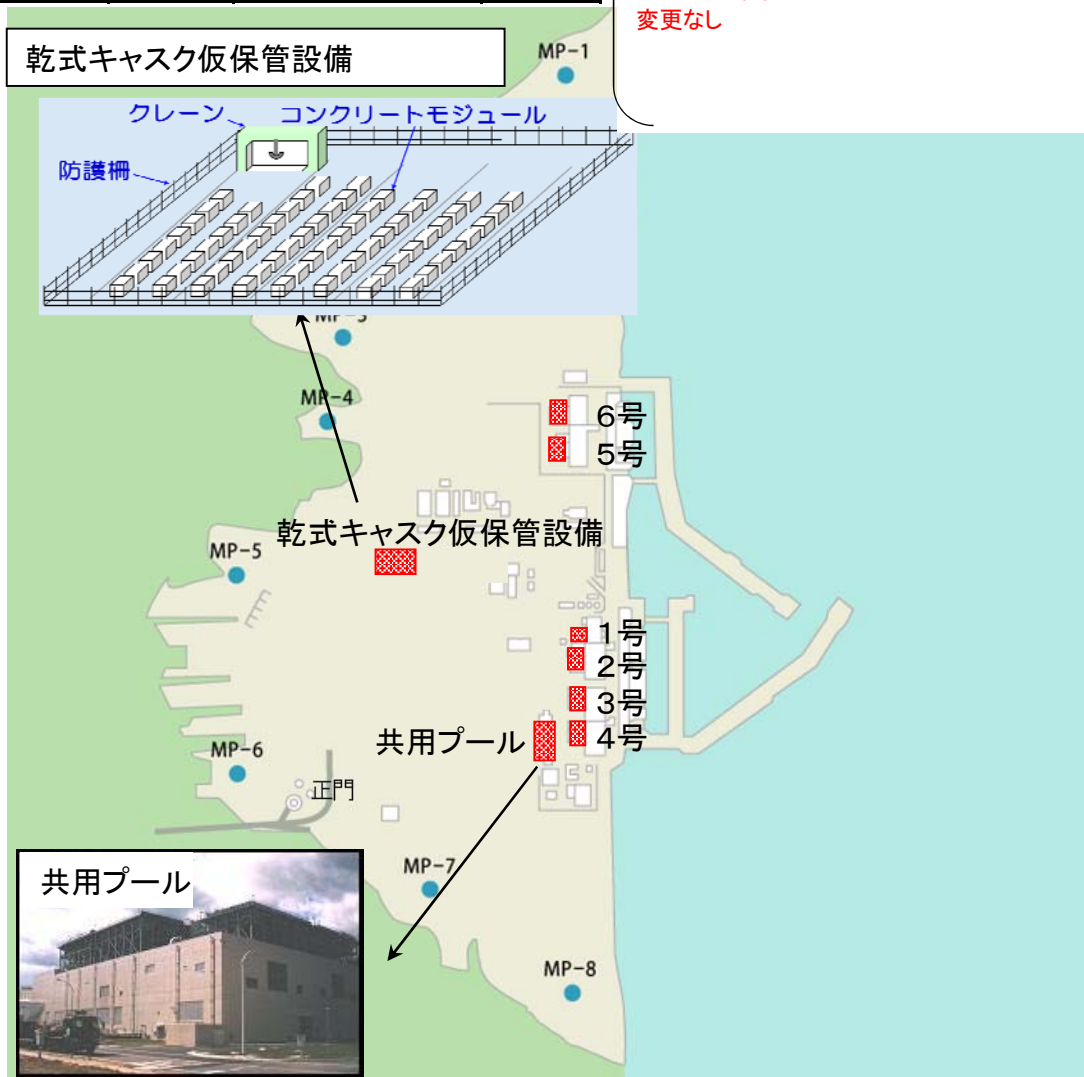 変更なし
乾式キャスク仮保管設備
MP-1
クレーン
コンクリートモジュール
防護柵
MP-4
6号
5号
乾式キャスク仮保管設備
MP-5
1号
2号
3号
共用プール
4号
MP-6
正門
MP-7
共用プール
MP-8